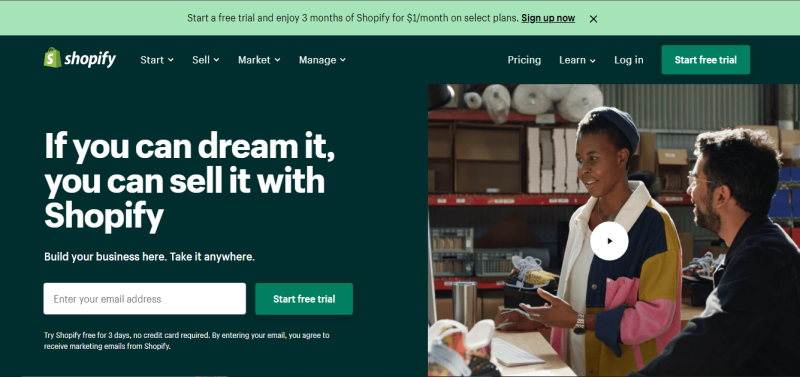 Start a free trial and enjoy 3 months of Shopify for $1/month on select plans. Sign up now
shopify Start Sell Market Manage Pricing Learn Log in Start free trial
If you can dream it,
you can sell it with
Shopify
Build your business here. Take it anywhere.
Enter your email address Start free trial
Try Shopify free for 3 days, no credit card required. By entering your email, you agree to
receive marketing emails from Shopify.